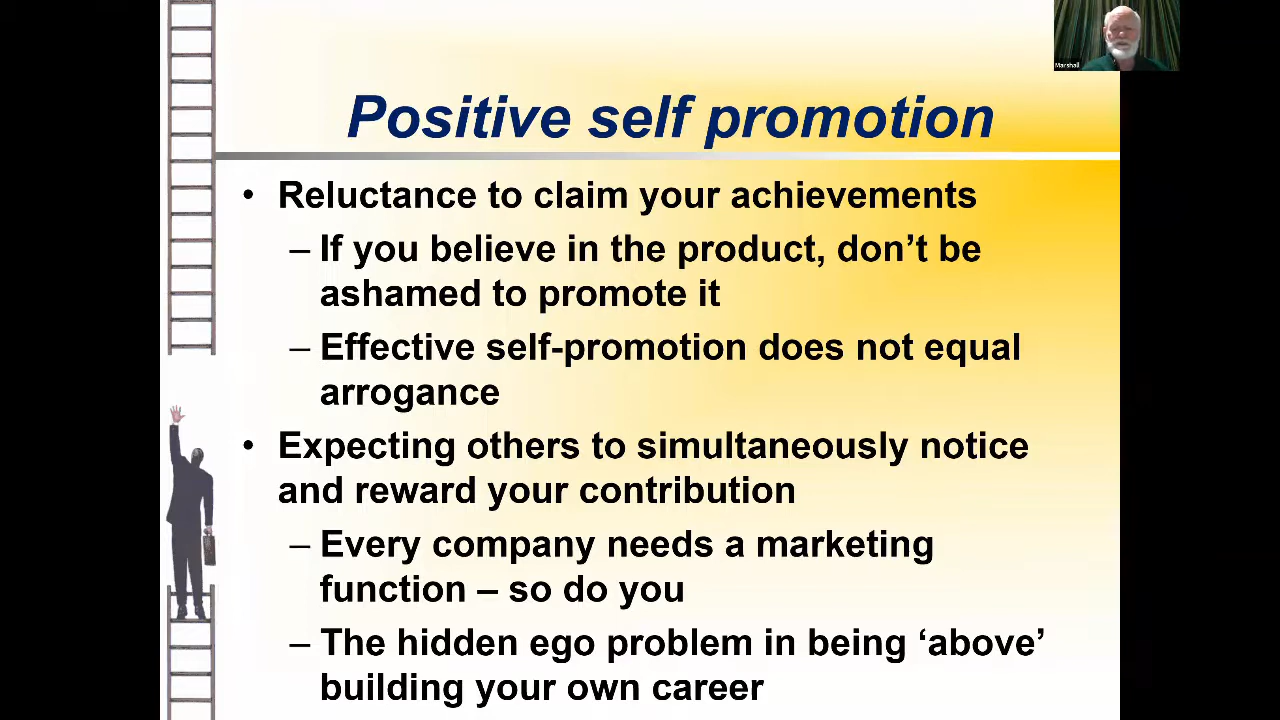 Marshall
Positive self promotion
• Reluctance to claim your achievements
– If you believe in the product, don’t be
ashamed to promote it
– Effective self-promotion does not equal
arrogance
• Expecting others to simultaneously notice
and reward your contribution
– Every company needs a marketing
function – so do you
– The hidden ego problem in being ‘above’
building your own career